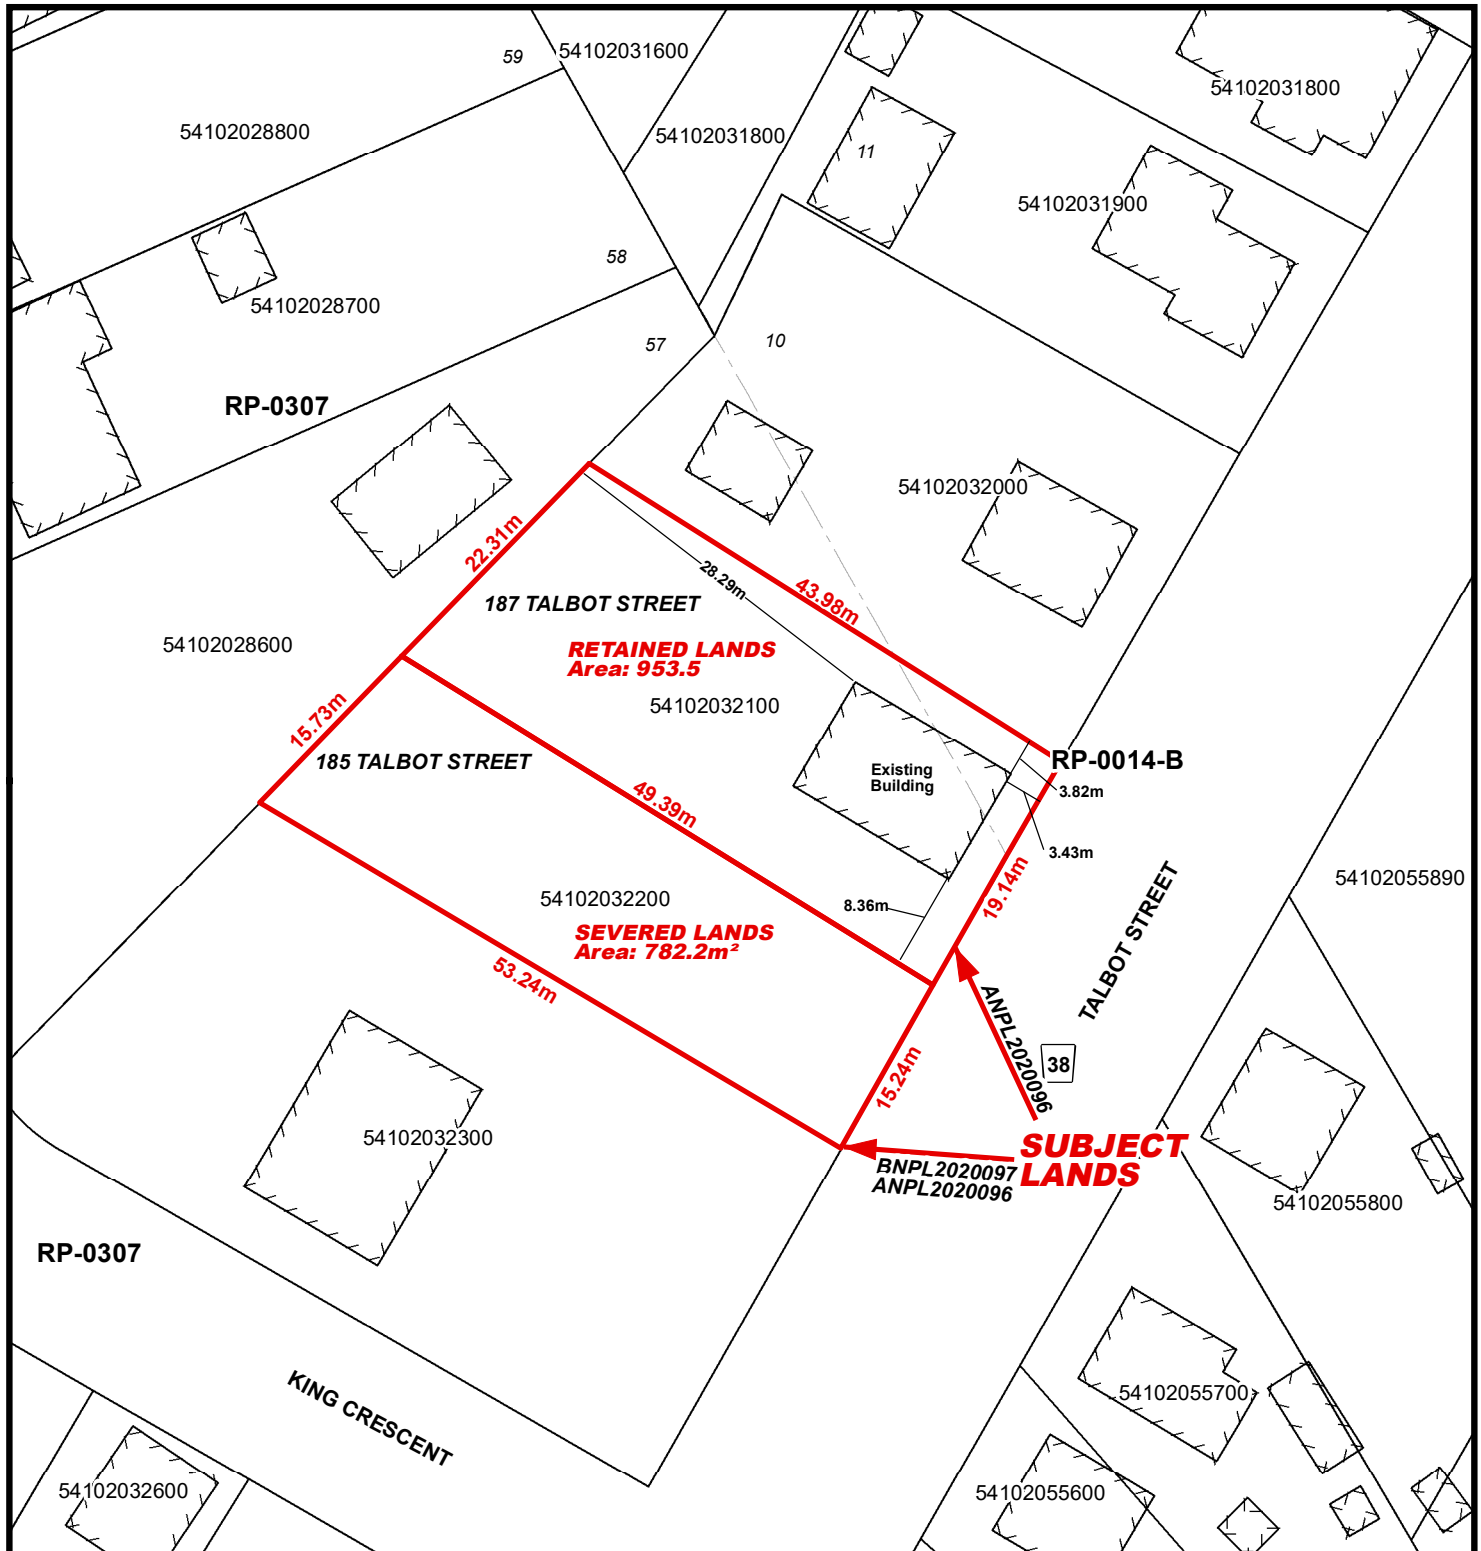 59
54102031600
54102031800
54102028800
54102031800
11
54102031900
58
54102028700
57
10
RP-0307
54102032000
22.31m
28.29m
43.98m
187 TALBOT STREET
54102028600
RETAINED LANDS
Area: 953.5
54102032100
15.73m
185 TALBOT STREET
Existing
Building
RP-0014-B
3.82m
49.39m
3.43m
54102055890
19.14m
54102032200
8.36m
SEVERED LANDS
Area: 782.2m²
TALBOT STREET
53.24m
ANPL2020096
38
15.24m
54102032300
SUBJECT
LANDS
BNPL2020097
ANPL2020096
54102055800
RP-0307
KING CRESCENT
54102055700
54102032600
54102055600